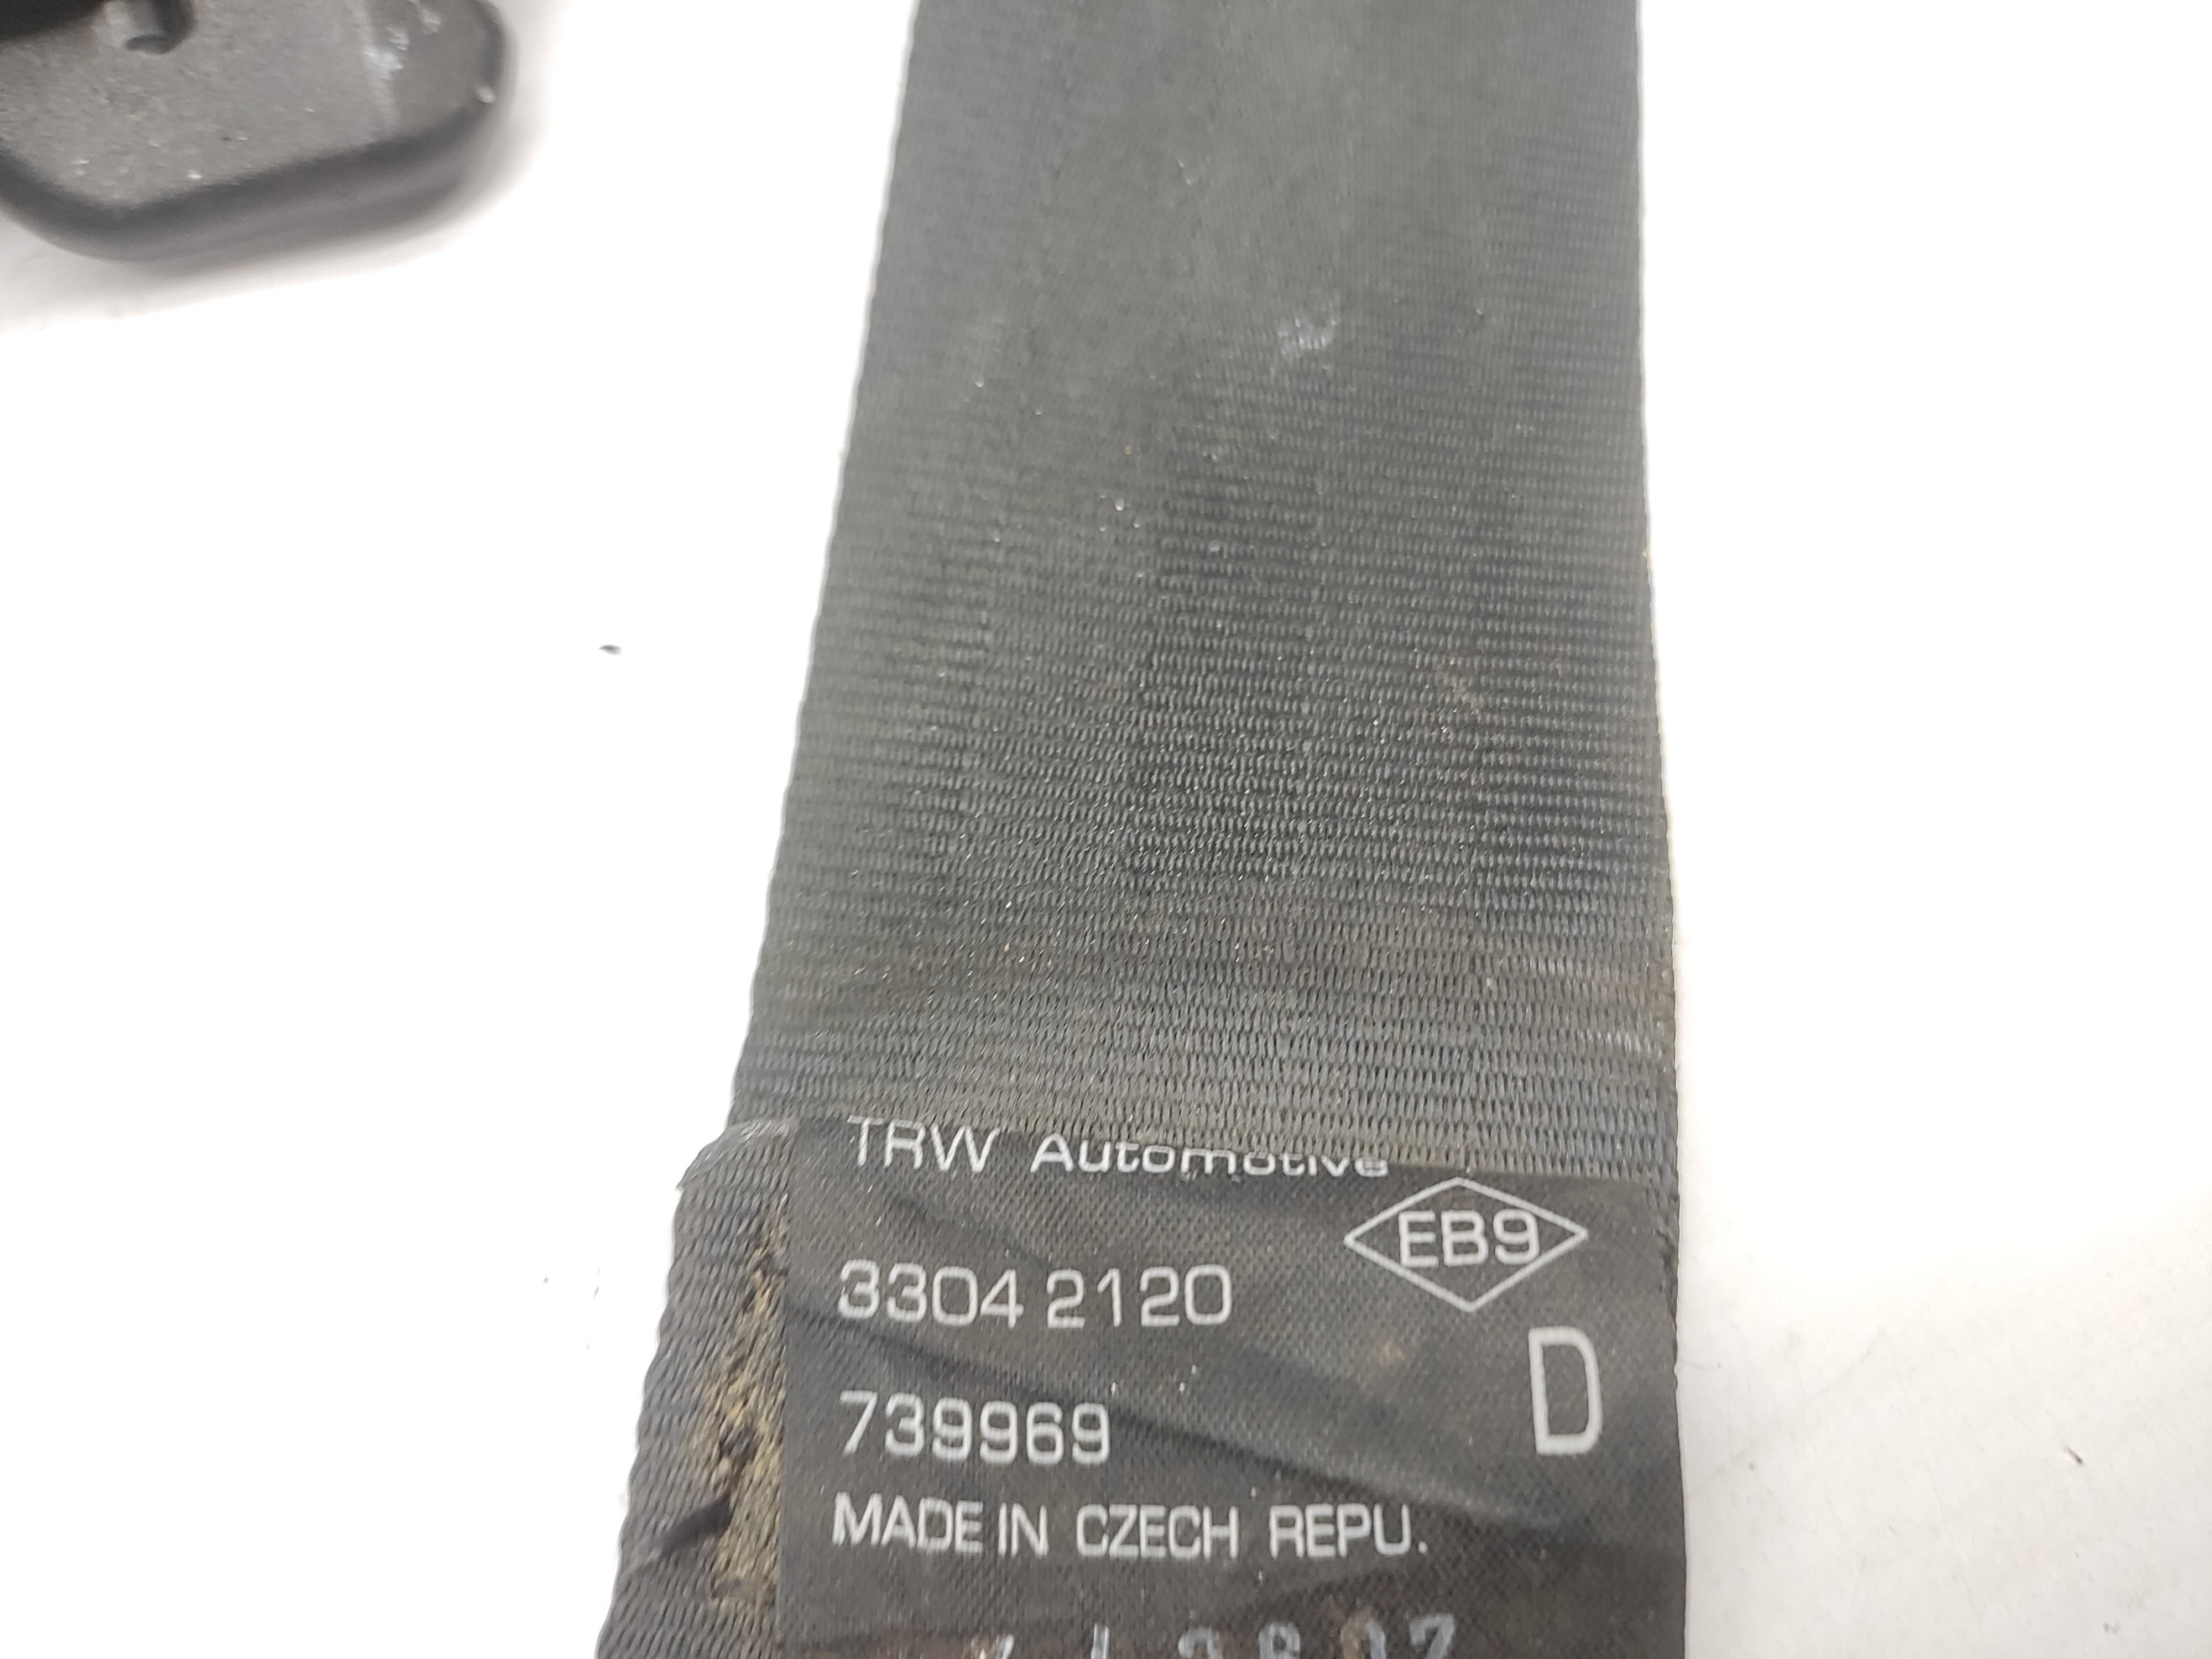 TRW Automotive
EB9
3304 2120
D
739969
MADE IN CZECH REPU.